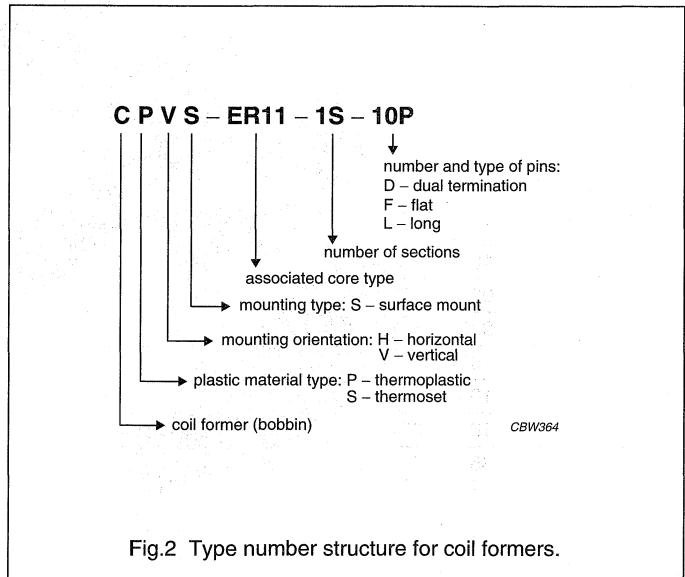 C P V S – ER11 – 1S – 10P
number and type of pins:
D – dual termination
F – flat
L – long
number of sections
associated core type
mounting type: S – surface mount
mounting orientation: H – horizontal
V – vertical
plastic material type: P – thermoplastic
S – thermoset
coil former (bobbin)
CBW364
Fig.2 Type number structure for coil formers.